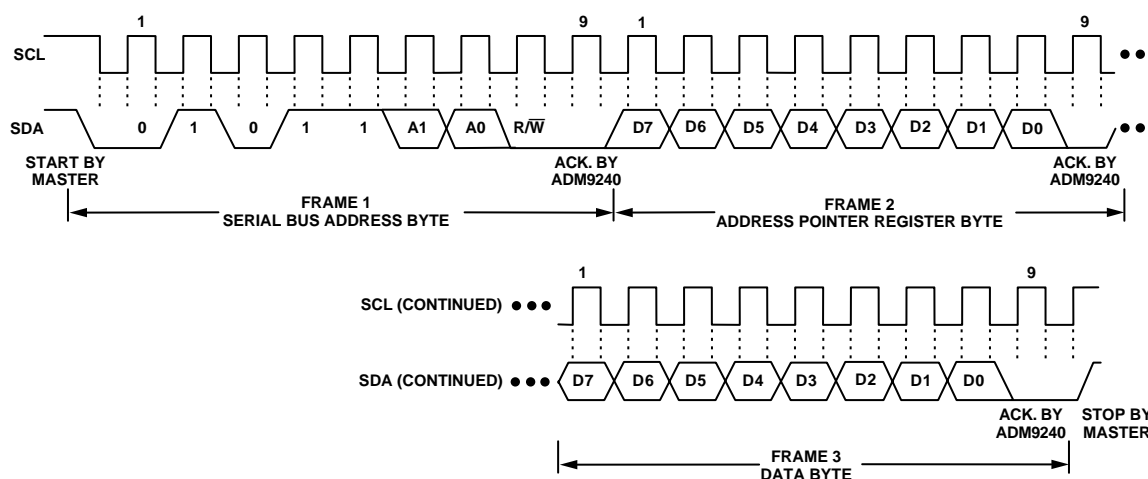 1 9 1 9
SCL
SDA 0 1 0 1 1 A1 A0 R/W̅ D7 D6 D5 D4 D3 D2 D1 D0
START BY
MASTER
ACK. BY
ADM9240
ACK. BY
ADM9240
FRAME 1
SERIAL BUS ADDRESS BYTE
FRAME 2
ADDRESS POINTER REGISTER BYTE
1 9
SCL (CONTINUED)
SDA (CONTINUED) D7 D6 D5 D4 D3 D2 D1 D0
ACK. BY
ADM9240
STOP BY
MASTER
FRAME 3
DATA BYTE